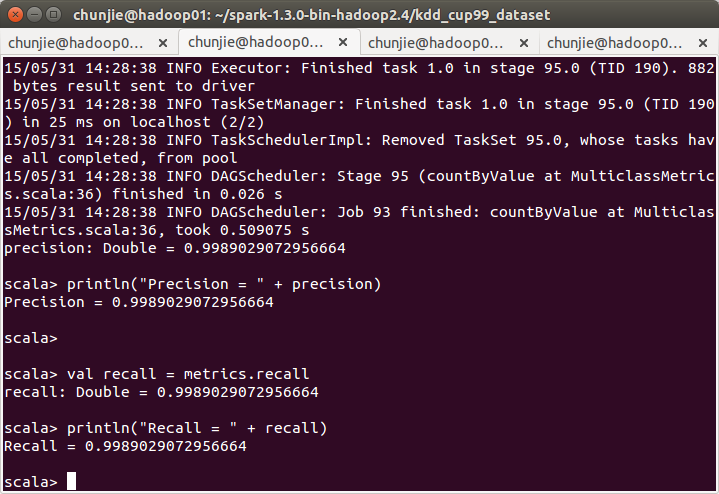 chunjie@hadoop01: ~/spark-1.3.0-bin-hadoop2.4/kdd_cup99_dataset
chunjie@hadoop0... × chunjie@hadoop0... × chunjie@hadoop0... × chunjie@hadoop0... ×
15/05/31 14:28:38 INFO Executor: Finished task 1.0 in stage 95.0 (TID 190). 882
 bytes result sent to driver
15/05/31 14:28:38 INFO TaskSetManager: Finished task 1.0 in stage 95.0 (TID 190
) in 25 ms on localhost (2/2)
15/05/31 14:28:38 INFO TaskSchedulerImpl: Removed TaskSet 95.0, whose tasks hav
e all completed, from pool
15/05/31 14:28:38 INFO DAGScheduler: Stage 95 (countByValue at MulticlassMetric
s.scala:36) finished in 0.026 s
15/05/31 14:28:38 INFO DAGScheduler: Job 93 finished: countByValue at Multiclas
sMetrics.scala:36, took 0.509075 s
precision: Double = 0.9989029072956664
scala> println("Precision = " + precision)
Precision = 0.9989029072956664
scala>
scala> val recall = metrics.recall
recall: Double = 0.9989029072956664
scala> println("Recall = " + recall)
Recall = 0.9989029072956664
scala>